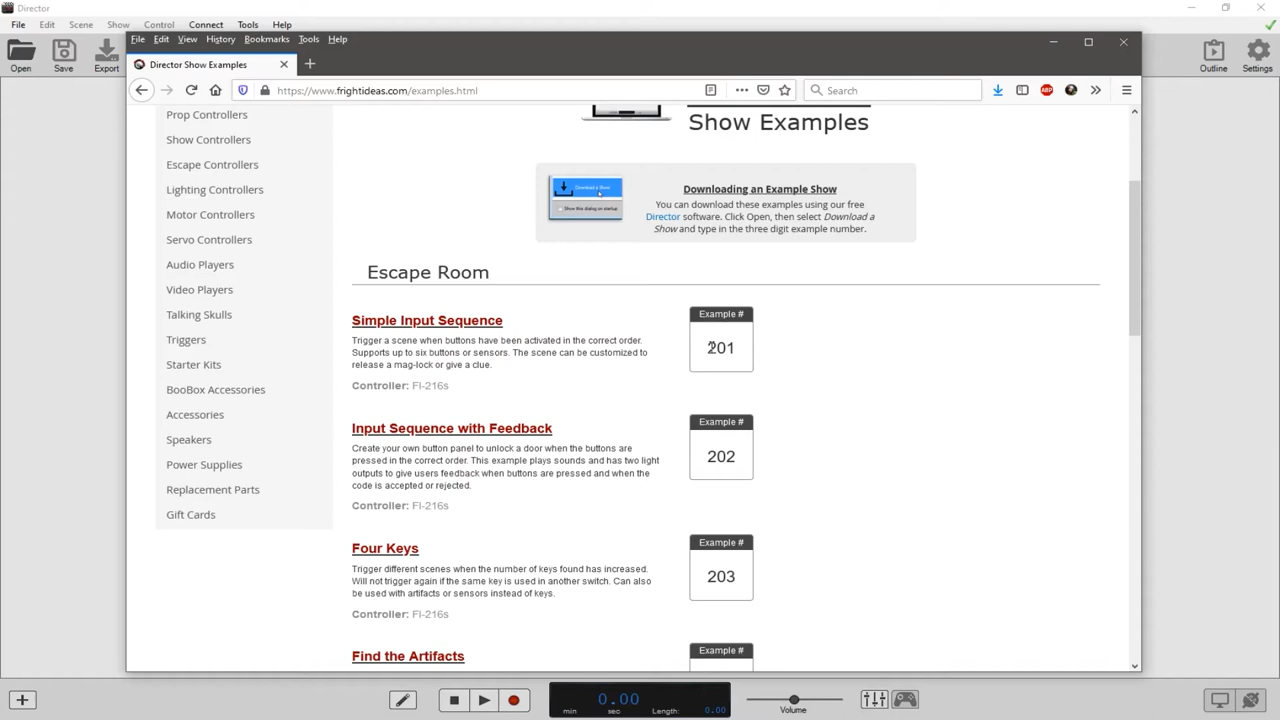 Director
File Edit Scene Show Control Connect Tools Help
Open Save Export Outline Settings
File Edit View History Bookmarks Tools Help
Director Show Examples
https://www.frightideas.com/examples.html
Search
ABP
Prop Controllers
Show Controllers
Escape Controllers
Lighting Controllers
Motor Controllers
Servo Controllers
Audio Players
Video Players
Talking Skulls
Triggers
Starter Kits
BooBox Accessories
Accessories
Speakers
Power Supplies
Replacement Parts
Gift Cards
Show Examples
Download a Show
Show this dialog on startup
Downloading an Example Show
You can download these examples using our free
Director software. Click Open, then select Download a
Show and type in the three digit example number.
Escape Room
Simple Input Sequence
Trigger a scene when buttons have been activated in the correct order.
Supports up to six buttons or sensors. The scene can be customized to
release a mag-lock or give a clue.
Controller: FI-216s
Example #
201
Input Sequence with Feedback
Create your own button panel to unlock a door when the buttons are
pressed in the correct order. This example plays sounds and has two light
outputs to give users feedback when buttons are pressed and when the
code is accepted or rejected.
Controller: FI-216s
Example #
202
Four Keys
Trigger different scenes when the number of keys found has increased.
Will not trigger again if the same key is used in another switch. Can also
be used with artifacts or sensors instead of keys.
Controller: FI-216s
Example #
203
Find the Artifacts
Example #
0.00
min sec Length: 0.00
Volume